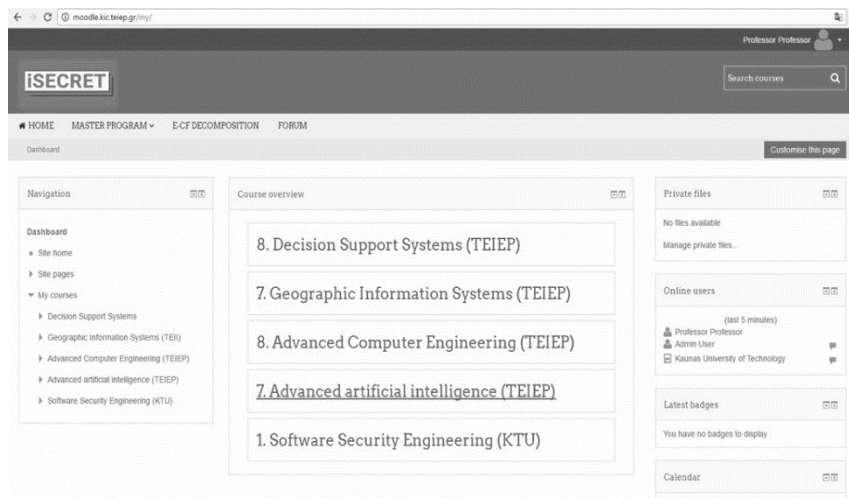 moodle.kic.teiep.gr/my/
Professor Professor
iSECRET
Search courses
HOME MASTER PROGRAM E-CF DECOMPOSITION FORUM
Dashboard
Customise this page
Navigation
Dashboard
Site home
Site pages
My courses
Decision Support Systems
Geographic Information Systems (TEII)
Advanced Computer Engineering (TEIEP)
Advanced artificial intelligence (TEIEP)
Software Security Engineering (KTU)
Course overview
8. Decision Support Systems (TEIEP)
7. Geographic Information Systems (TEIEP)
8. Advanced Computer Engineering (TEIEP)
7. Advanced artificial intelligence (TEIEP)
1. Software Security Engineering (KTU)
Private files
No files available
Manage private files...
Online users
(last 5 minutes)
Professor Professor
Admin User
Kaunas University of Technology
Latest badges
You have no badges to display
Calendar